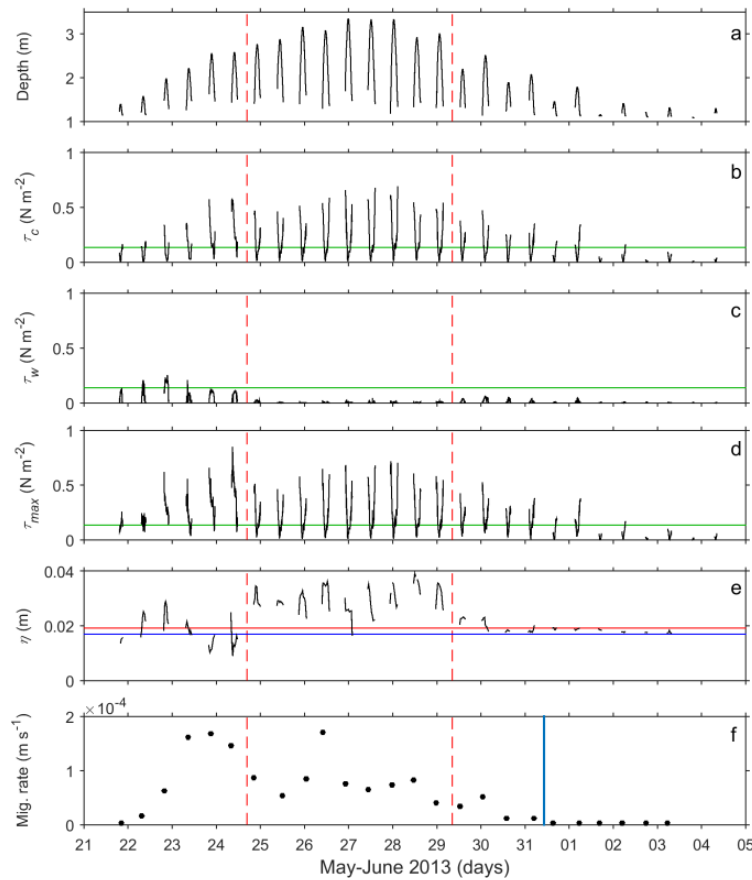 a
Depth (m)
3
2
1
b
τc (N m-2)
1
0.5
0
c
τw (N m-2)
1
0.5
0
d
τmax (N m-2)
1
0.5
0
e
η (m)
0.04
0.02
0
×10-4
f
Mig. rate (m s-1)
2
1
0
21 22 23 24 25 26 27 28 29 30 31 01 02 03 04 05
May-June 2013 (days)